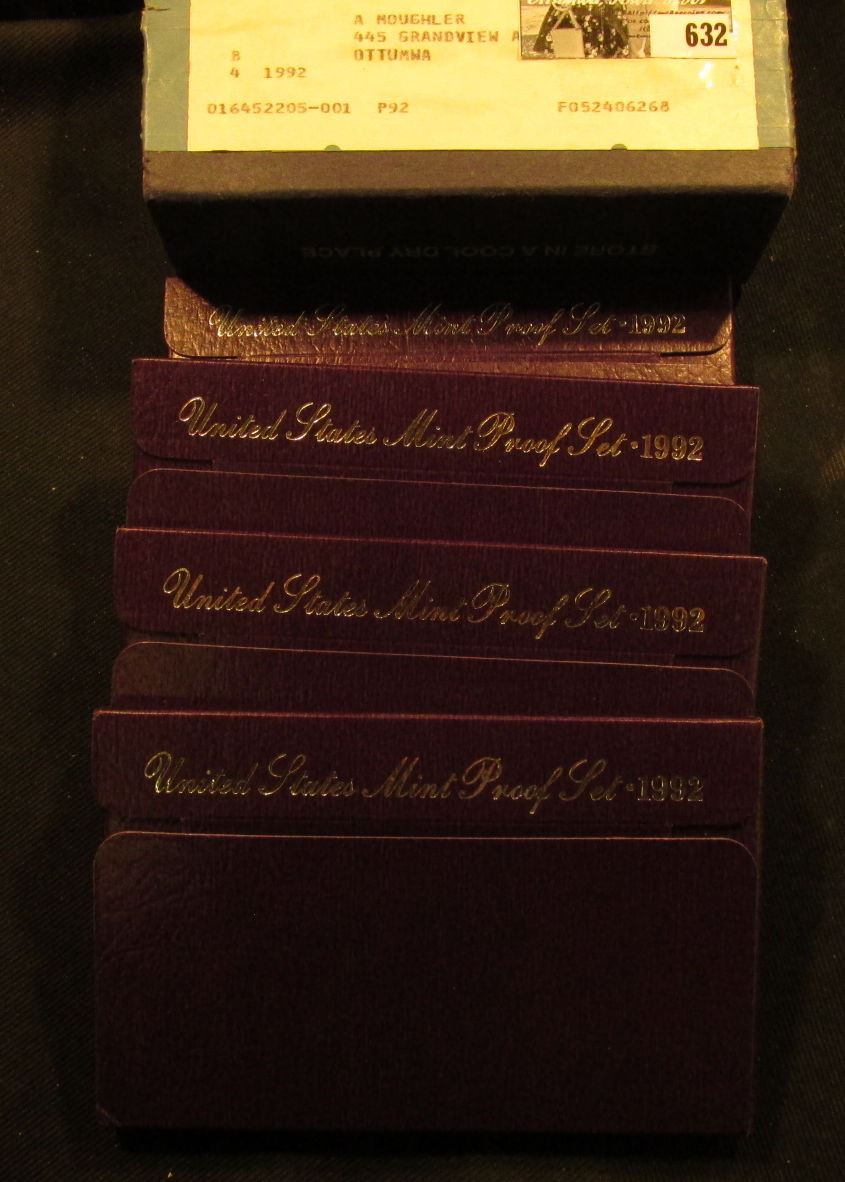 A MOUGHLER
445 GRANDVIEW A
632
B OTTUMWA
4 1992
016452205-001 P92 F052406268
STORE IN A COOL DRY PLACE
United States Mint Proof Set · 1992
United States Mint Proof Set · 1992
United States Mint Proof Set · 1992
United States Mint Proof Set · 1992